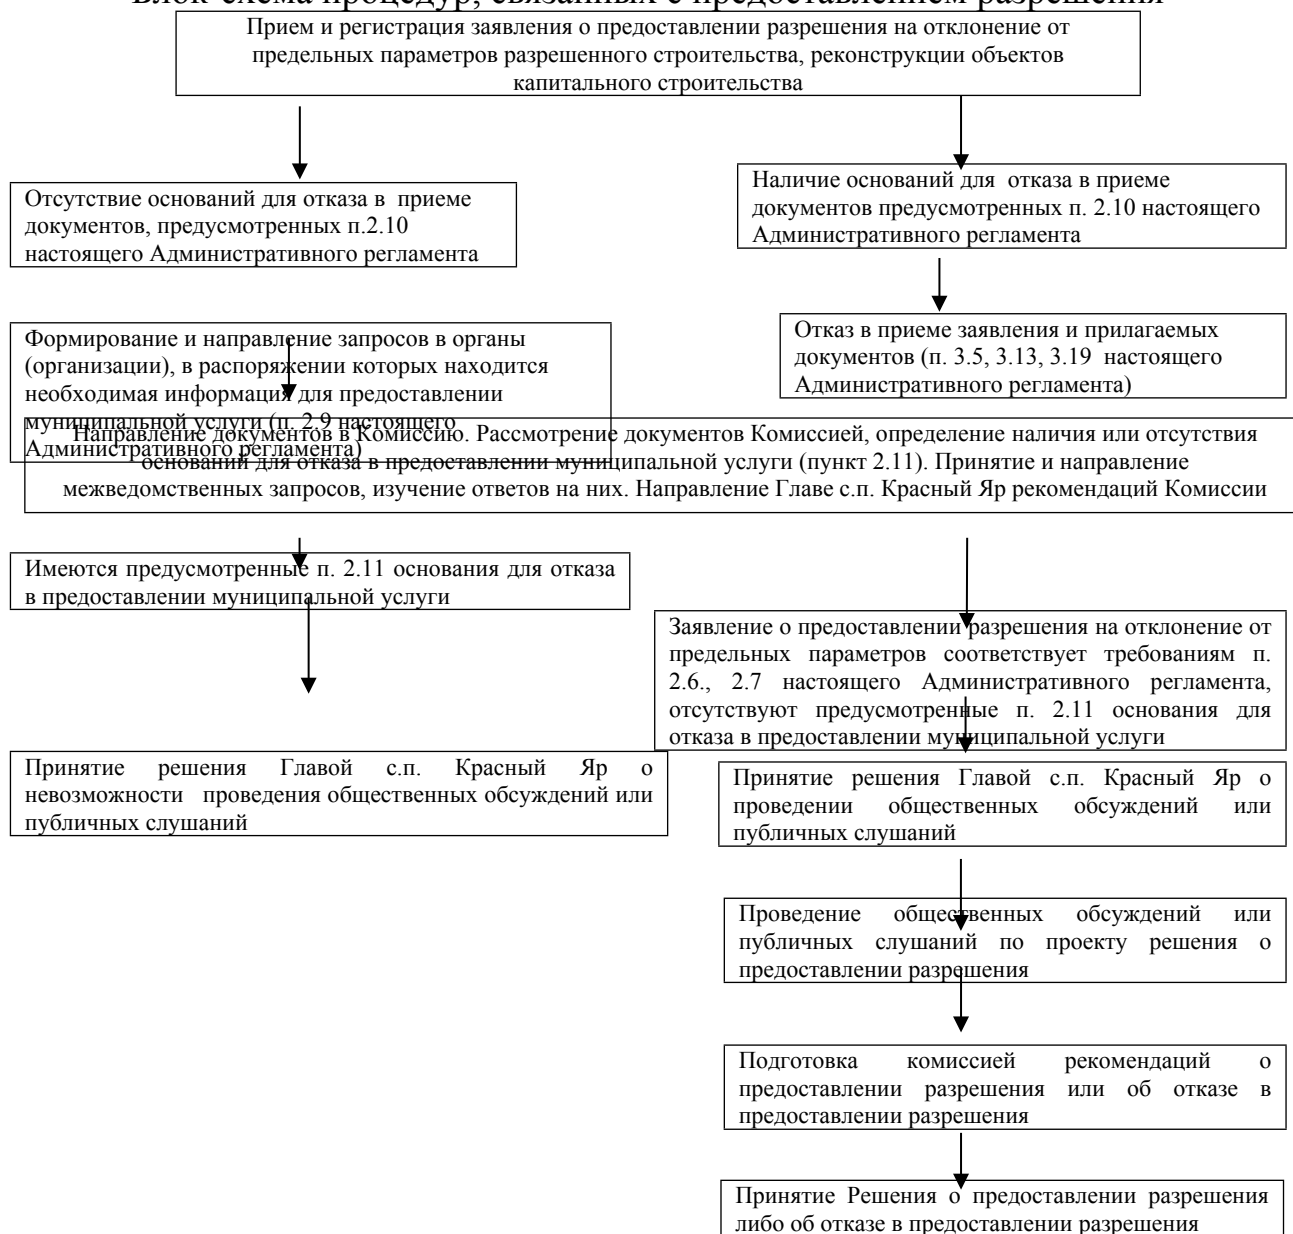 Блок-схема процедур, связанных с предоставлением разрешения
Прием и регистрация заявления о предоставлении разрешения на отклонение от
предельных параметров разрешенного строительства, реконструкции объектов
капитального строительства
Отсутствие оснований для отказа в приеме
документов, предусмотренных п.2.10
настоящего Административного регламента
Наличие оснований для отказа в приеме
документов предусмотренных п. 2.10 настоящего
Административного регламента
Формирование и направление запросов в органы
(организации), в распоряжении которых находится
необходимая информация для предоставлении
муниципальной услуги (п. 2.9 настоящего
Административного регламента)
Отказ в приеме заявления и прилагаемых
документов (п. 3.5, 3.13, 3.19 настоящего
Административного регламента)
Направление документов в Комиссию. Рассмотрение документов Комиссией, определение наличия или отсутствия
оснований для отказа в предоставлении муниципальной услуги (пункт 2.11). Принятие и направление
межведомственных запросов, изучение ответов на них. Направление Главе с.п. Красный Яр рекомендаций Комиссии
Имеются предусмотренные п. 2.11 основания для отказа
в предоставлении муниципальной услуги
Заявление о предоставлении разрешения на отклонение от
предельных параметров соответствует требованиям п.
2.6., 2.7 настоящего Административного регламента,
отсутствуют предусмотренные п. 2.11 основания для
отказа в предоставлении муниципальной услуги
Принятие решения Главой с.п. Красный Яр о
невозможности проведения общественных обсуждений или
публичных слушаний
Принятие решения Главой с.п. Красный Яр о
проведении общественных обсуждений или
публичных слушаний
Проведение общественных обсуждений или
публичных слушаний по проекту решения о
предоставлении разрешения
Подготовка комиссией рекомендаций о
предоставлении разрешения или об отказе в
предоставлении разрешения
Принятие Решения о предоставлении разрешения
либо об отказе в предоставлении разрешения